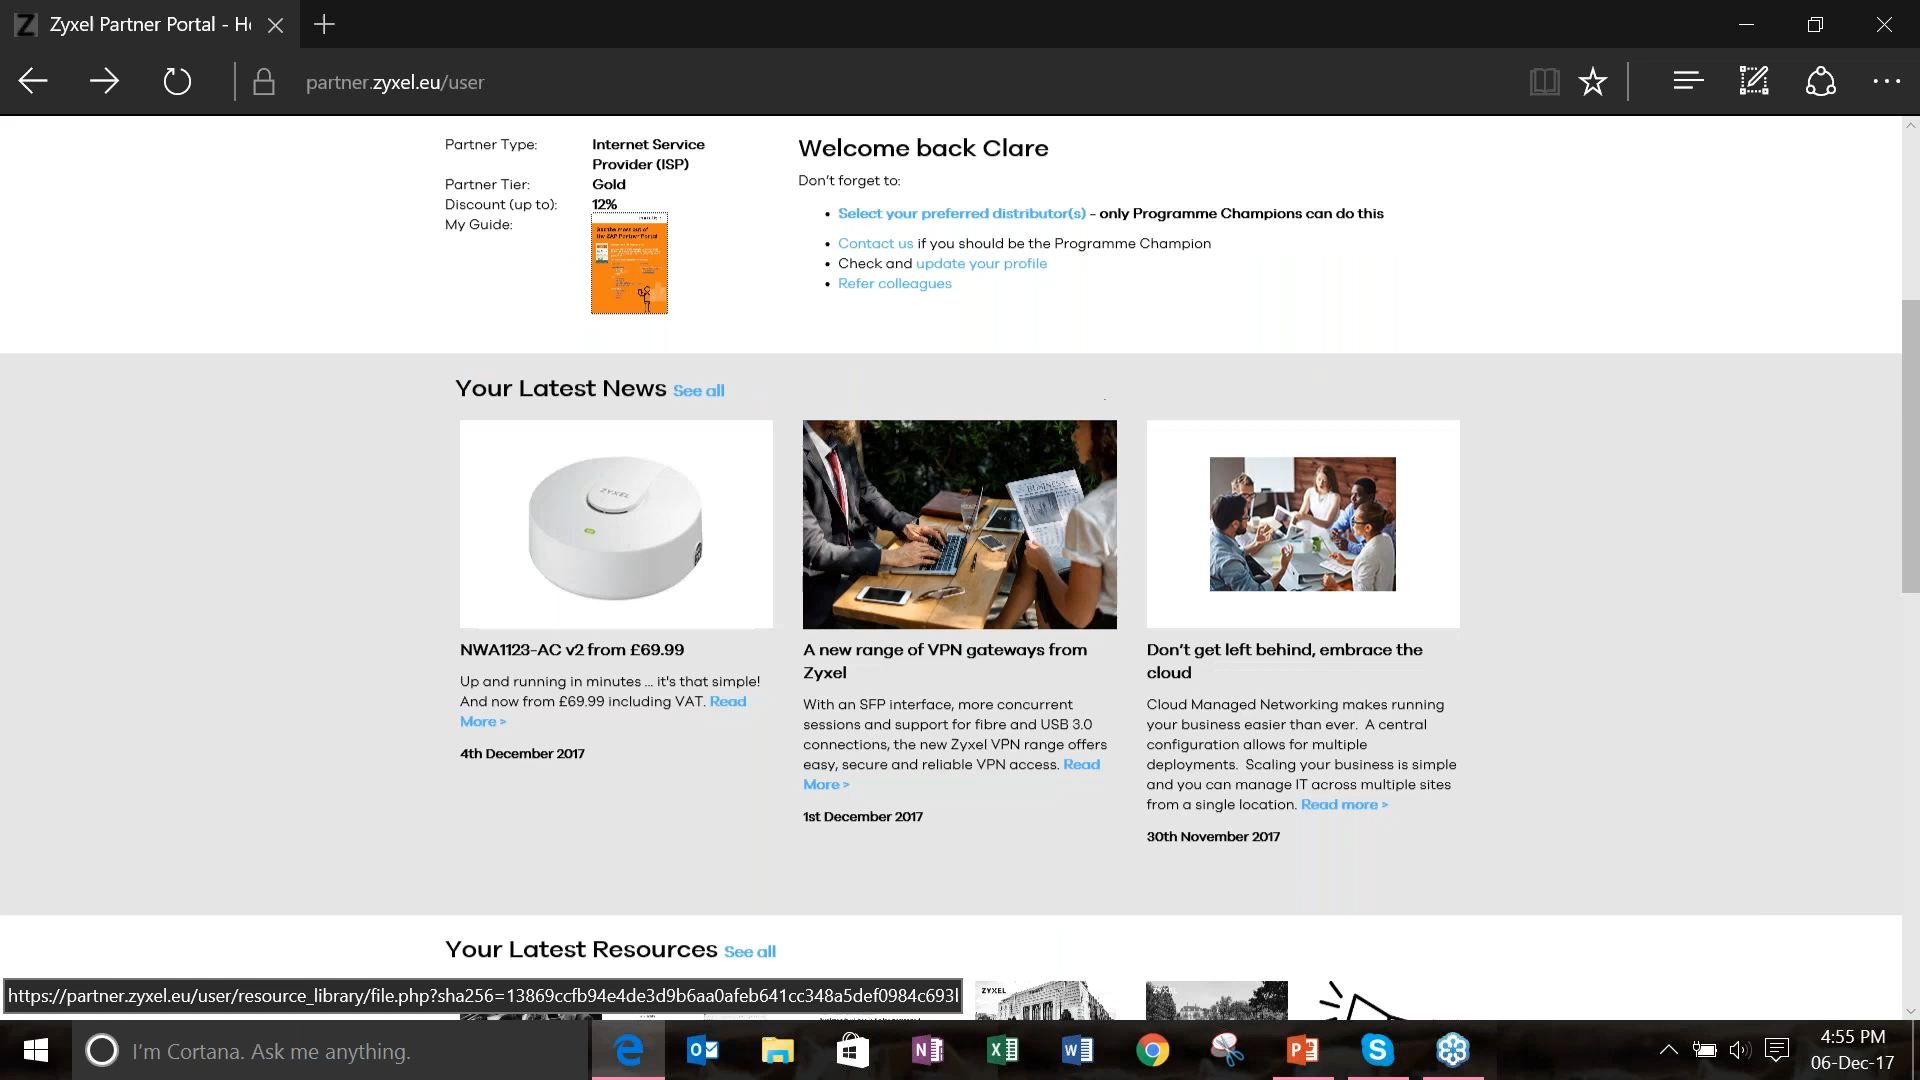 Zyxel Partner Portal - Ho
partner.zyxel.eu/user
Partner Type:
Internet Service
Provider (ISP)
Partner Tier:
Gold
Discount (up to):
12%
My Guide:
Welcome back Clare
Don't forget to:
• Select your preferred distributor(s) - only Programme Champions can do this
• Contact us if you should be the Programme Champion
• Check and update your profile
• Refer colleagues
Your Latest News See all
ZYXEL
BUSINESS
NWA1123-AC v2 from £69.99
Up and running in minutes ... it's that simple!
And now from £69.99 including VAT. Read
More >
4th December 2017
A new range of VPN gateways from
Zyxel
With an SFP interface, more concurrent
sessions and support for fibre and USB 3.0
connections, the new Zyxel VPN range offers
easy, secure and reliable VPN access. Read
More >
1st December 2017
Don't get left behind, embrace the
cloud
Cloud Managed Networking makes running
your business easier than ever.  A central
configuration allows for multiple
deployments.  Scaling your business is simple
and you can manage IT across multiple sites
from a single location. Read more >
30th November 2017
Your Latest Resources See all
https://partner.zyxel.eu/user/resource_library/file.php?sha256=13869ccfb94e4de3d9b6aa0afeb641cc348a5def0984c693l
ZYXEL
ZYXEL
I'm Cortana. Ask me anything.
4:55 PM
06-Dec-17